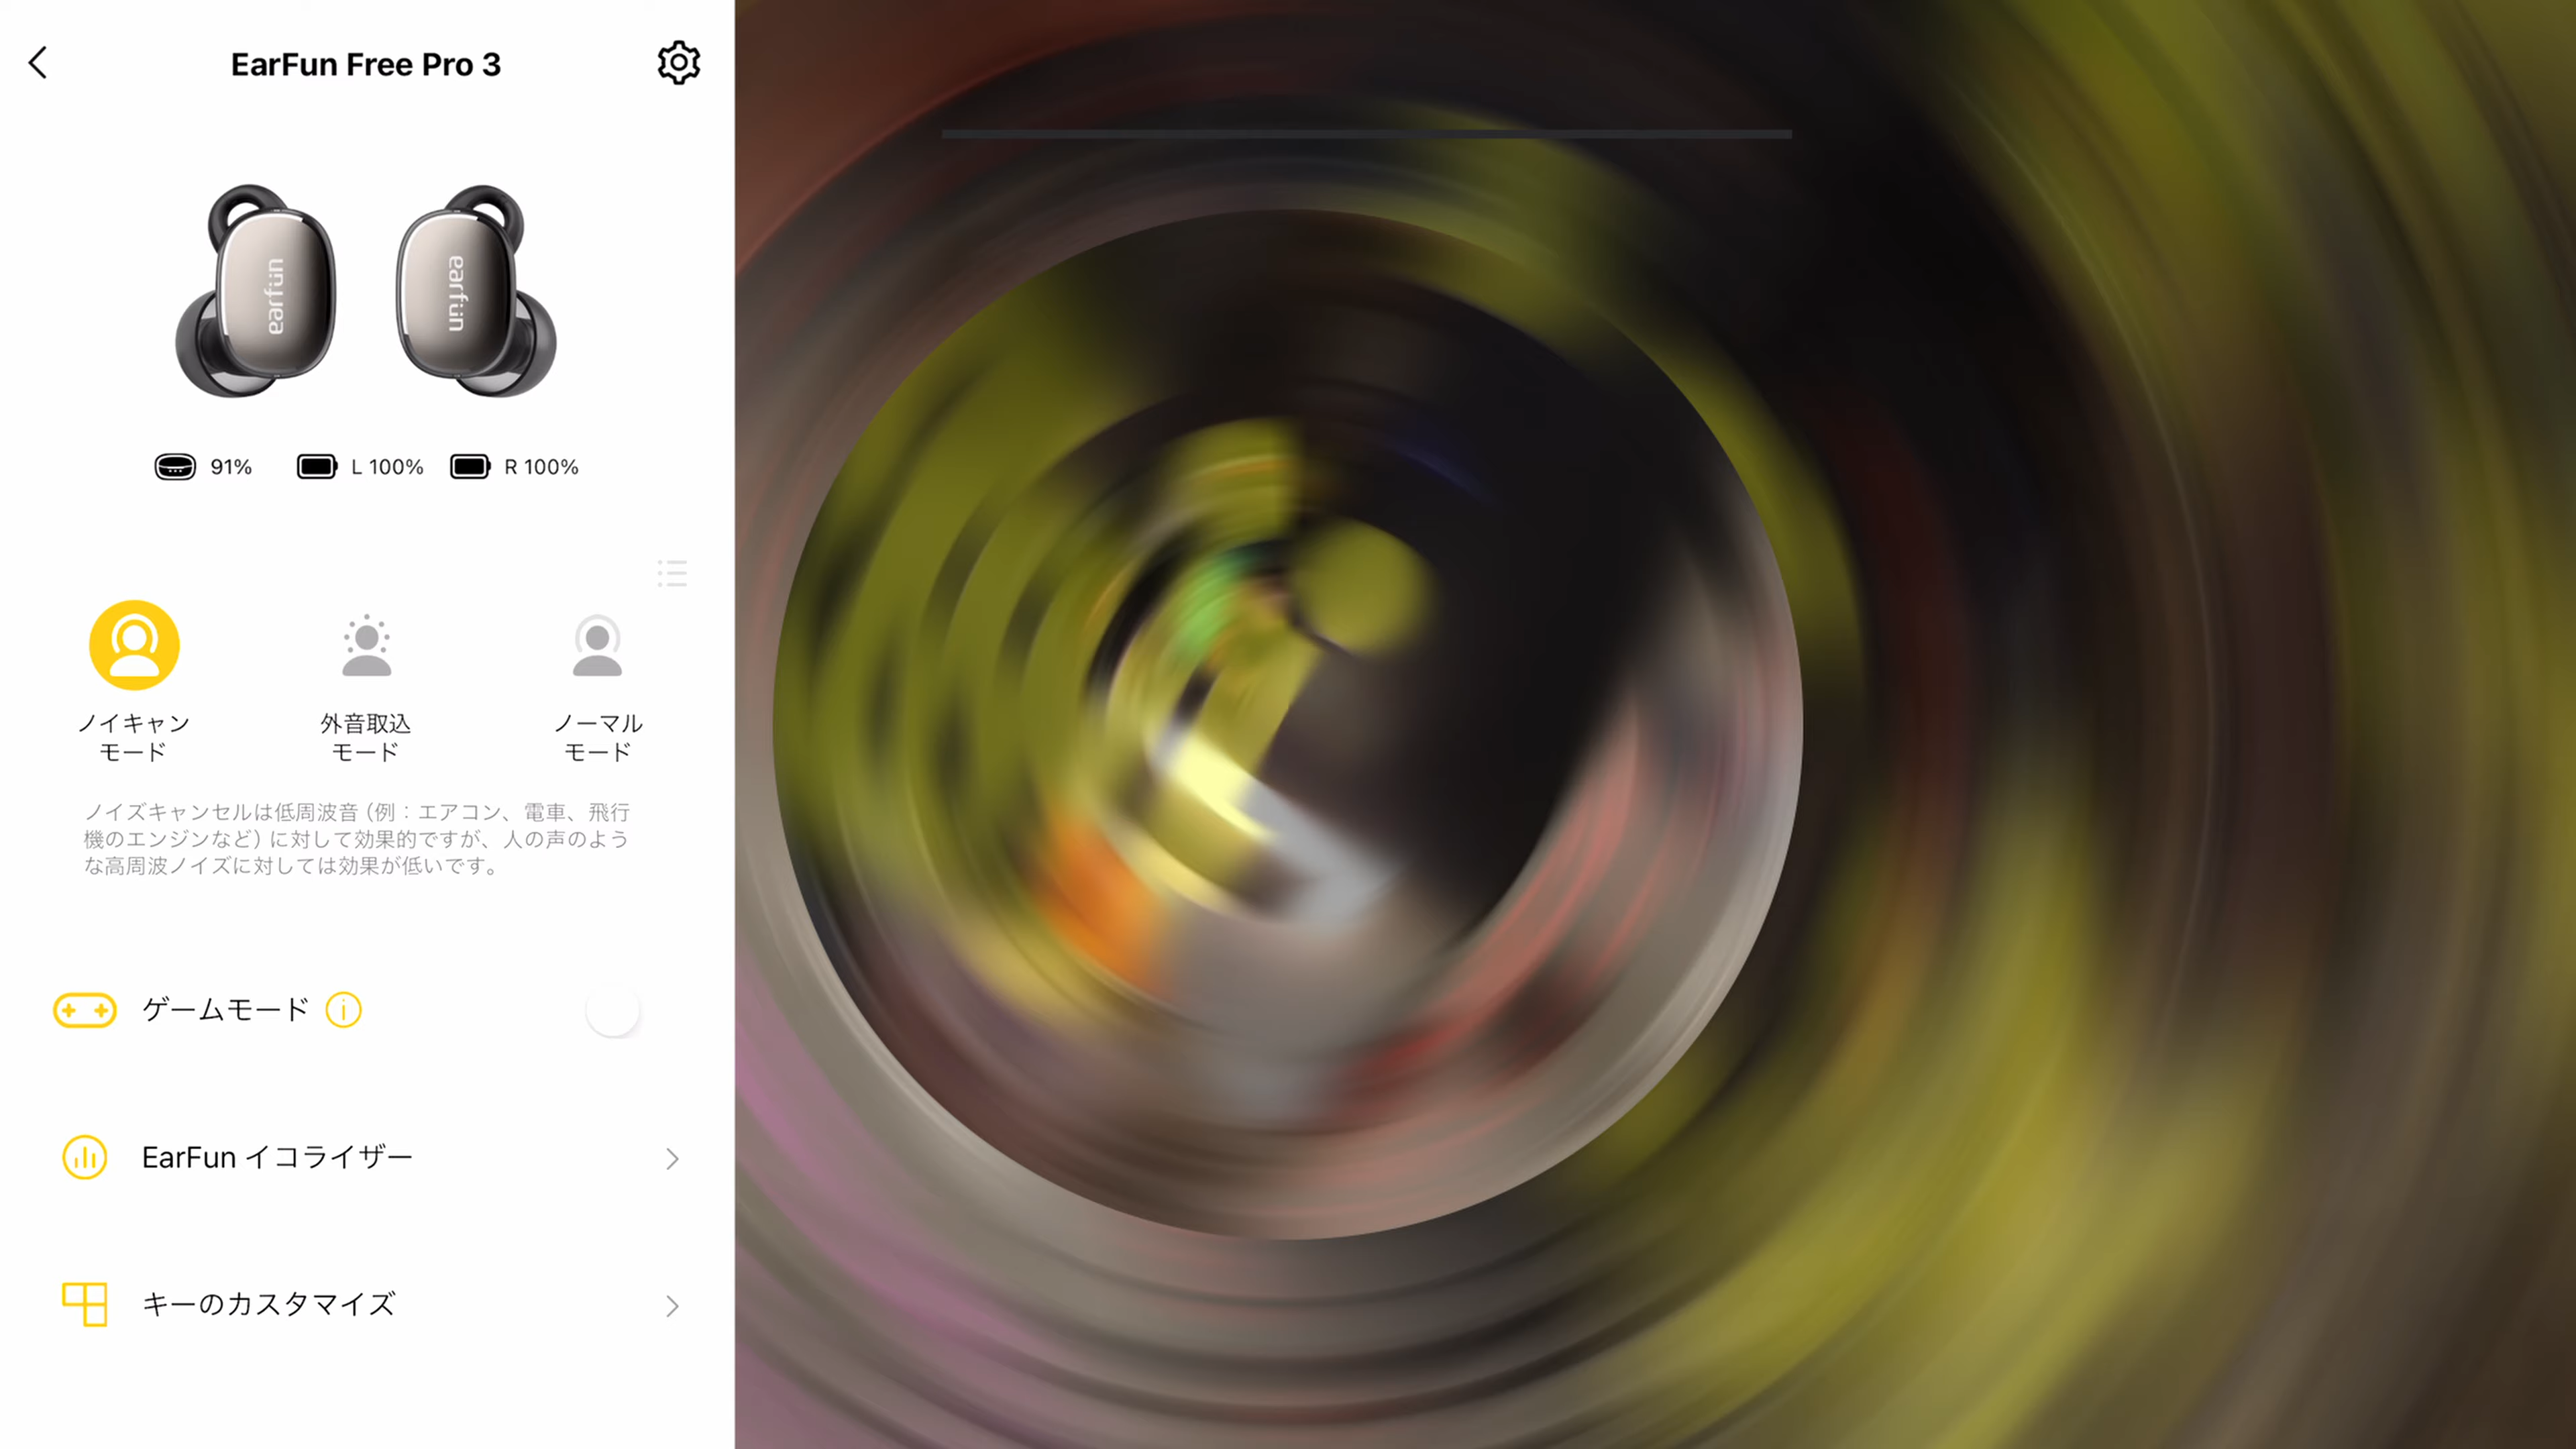 EarFun Free Pro 3
earfun
earfun
91%
L 100%
R 100%
ノイキャン
モード
外音取込
モード
ノーマル
モード
ノイズキャンセルは低周波音 (例：エアコン、電車、飛行
機のエンジンなど) に対して効果的ですが、人の声のよう
な高周波ノイズに対しては効果が低いです。
ゲームモード
EarFun イコライザー
キーのカスタマイズ